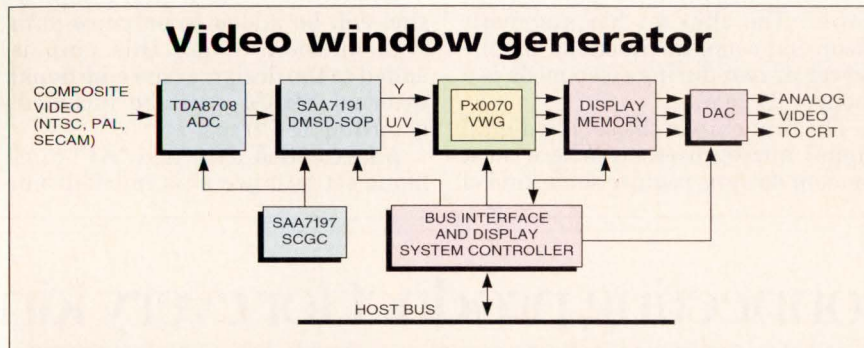 Video window generator
COMPOSITE
VIDEO
(NTSC, PAL,
SECAM)
TDA8708
ADC
SAA7191
DMSD-SOP
Y
U/V
Px0070
VWG
DISPLAY
MEMORY
DAC
ANALOG
VIDEO
TO CRT
SAA7197
SCGC
BUS INTERFACE
AND DISPLAY
SYSTEM CONTROLLER
HOST BUS